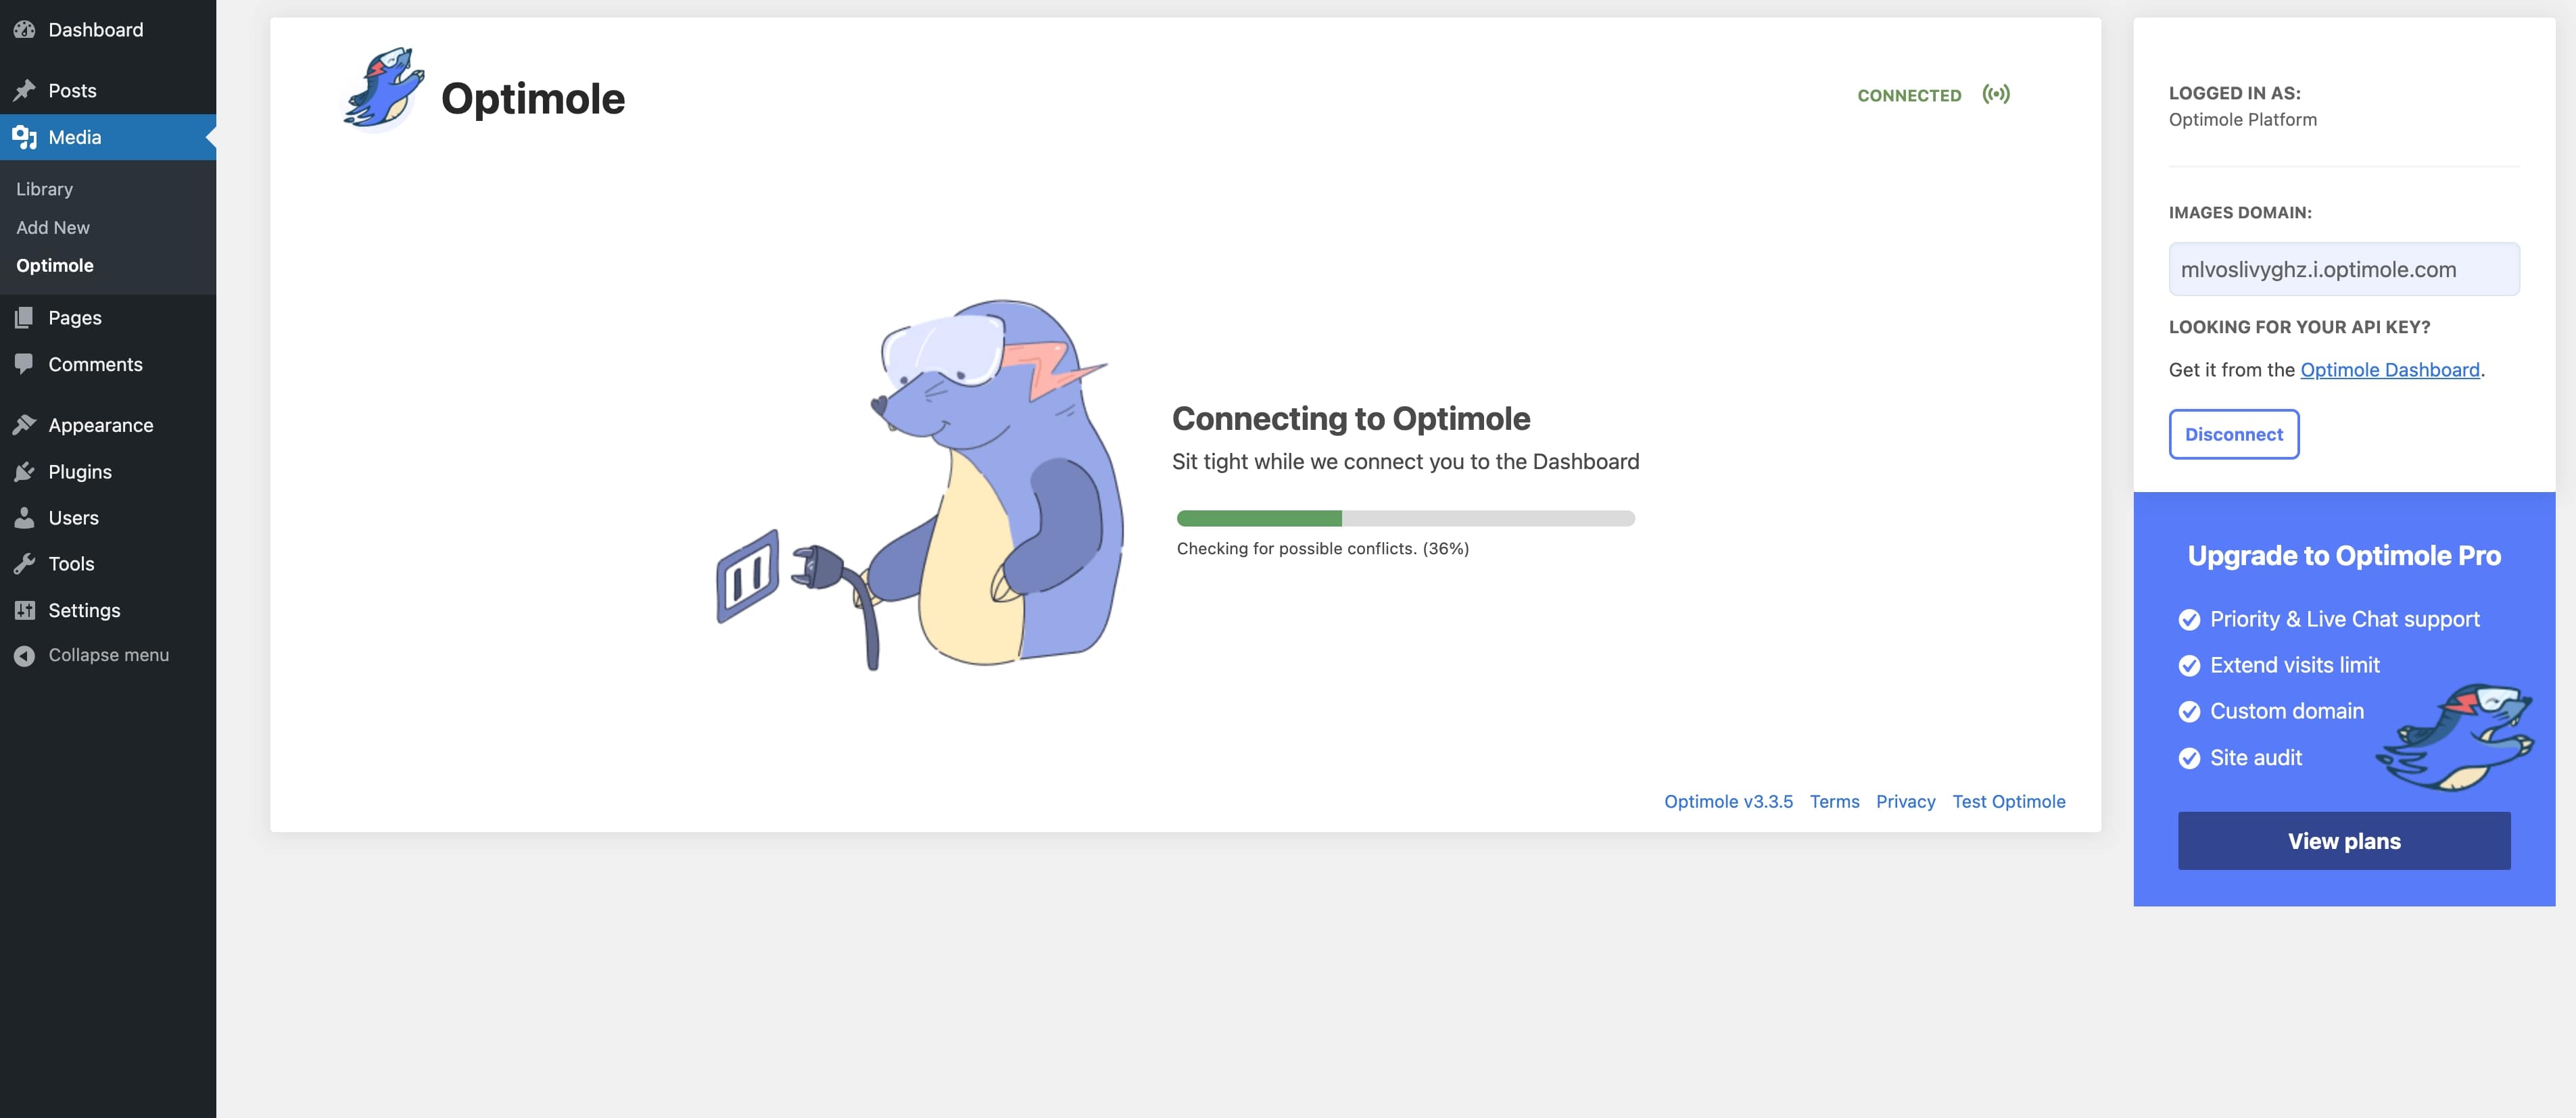 Dashboard
Posts
Media
Library
Add New
Optimole
Pages
Comments
Appearance
Plugins
Users
Tools
Settings
Collapse menu
Optimole
CONNECTED
Connecting to Optimole
Sit tight while we connect you to the Dashboard
Checking for possible conflicts. (36%)
Optimole v3.3.5 Terms Privacy Test Optimole
LOGGED IN AS:
Optimole Platform
IMAGES DOMAIN:
mlvoslivyghz.i.optimole.com
LOOKING FOR YOUR API KEY?
Get it from the Optimole Dashboard.
Disconnect
Upgrade to Optimole Pro
Priority & Live Chat support
Extend visits limit
Custom domain
Site audit
View plans